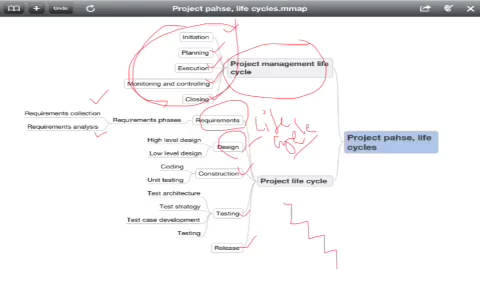 Undo
Project pahse, life cycles.mmap
Initiation
Planning
Execution
Monitoring and controlling
Closing
Project management life
cycle
Requirements collection
Requirements analysis
Requirements phases
Requirements
Life
Cycle
High level design
Low level design
Design
Project pahse, life
cycles
Coding
Unit testing
Construction
Project life cycle
Test architecture
Test strategy
Test case development
Testing
Testing
Release